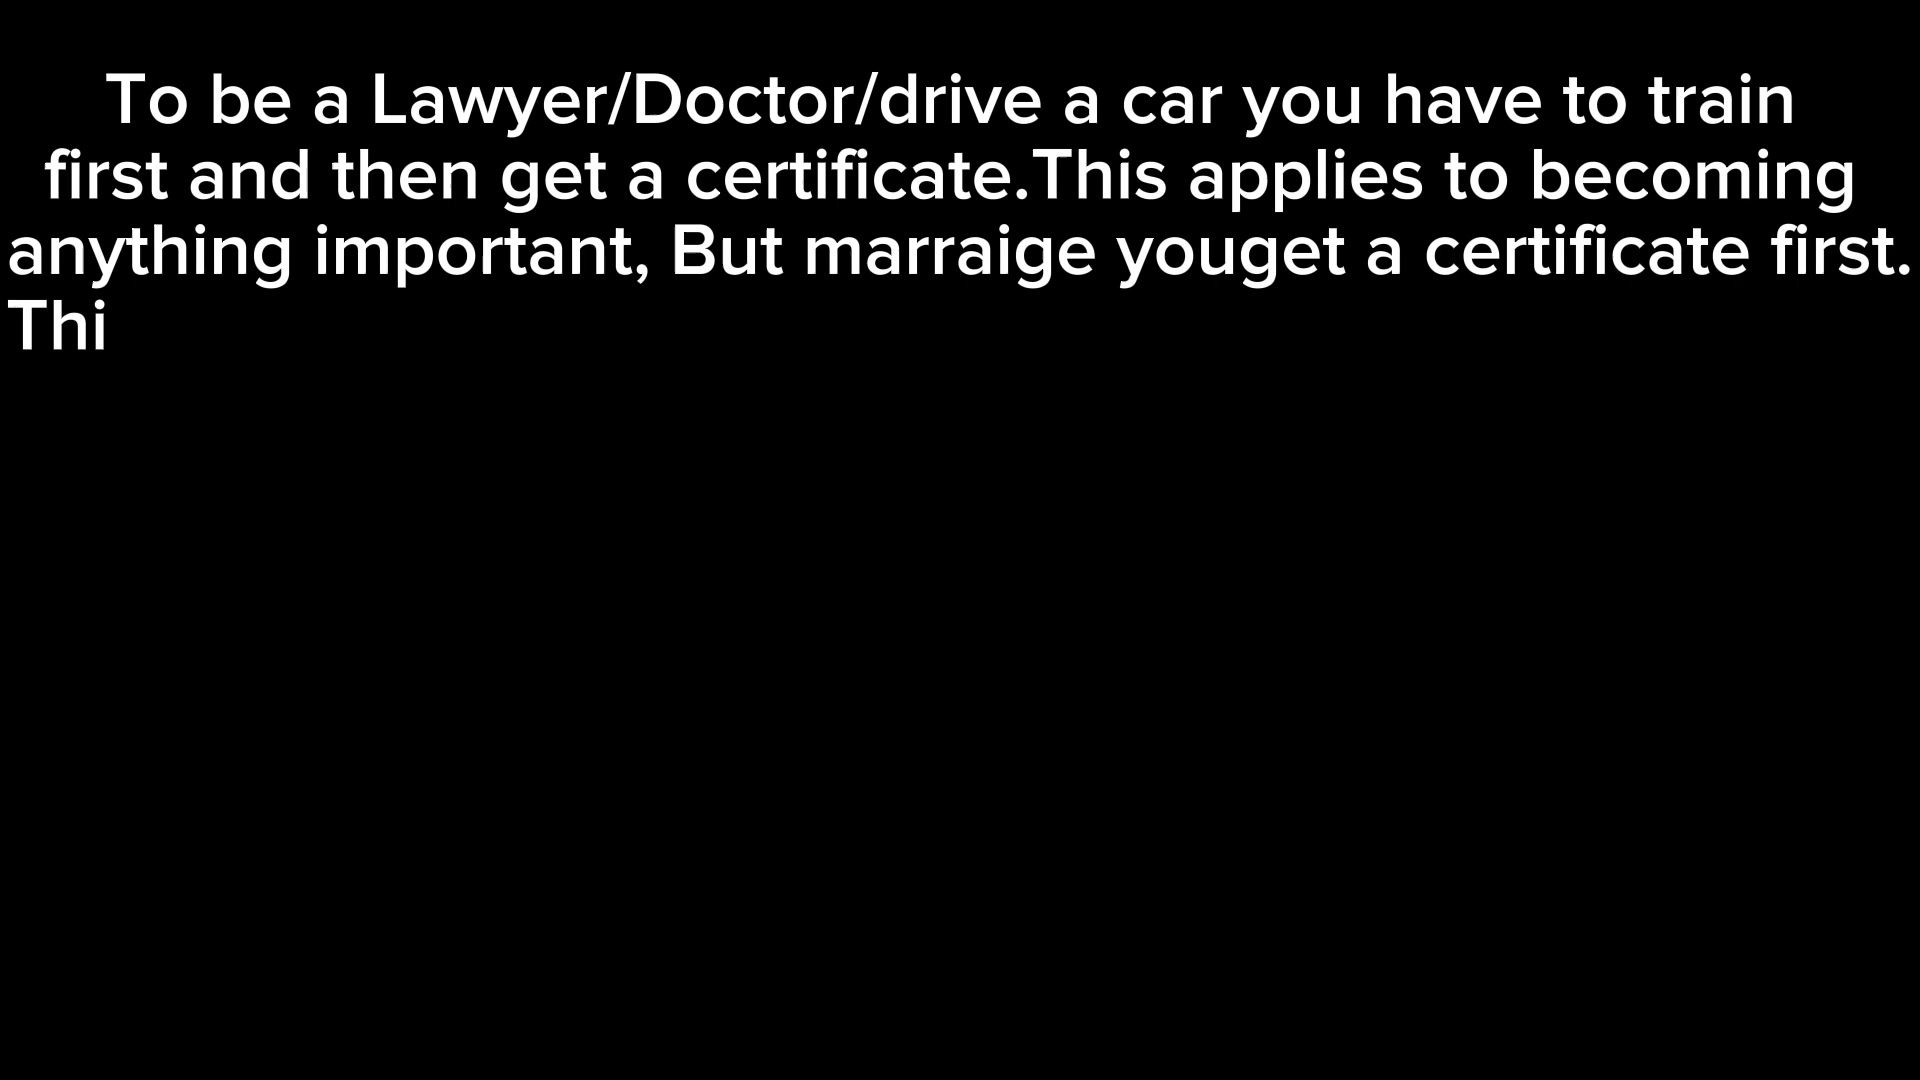 To be a Lawyer/Doctor/drive a car you have to train
first and then get a certificate.This applies to becoming
anything important, But marraige youget a certificate first.
Thi